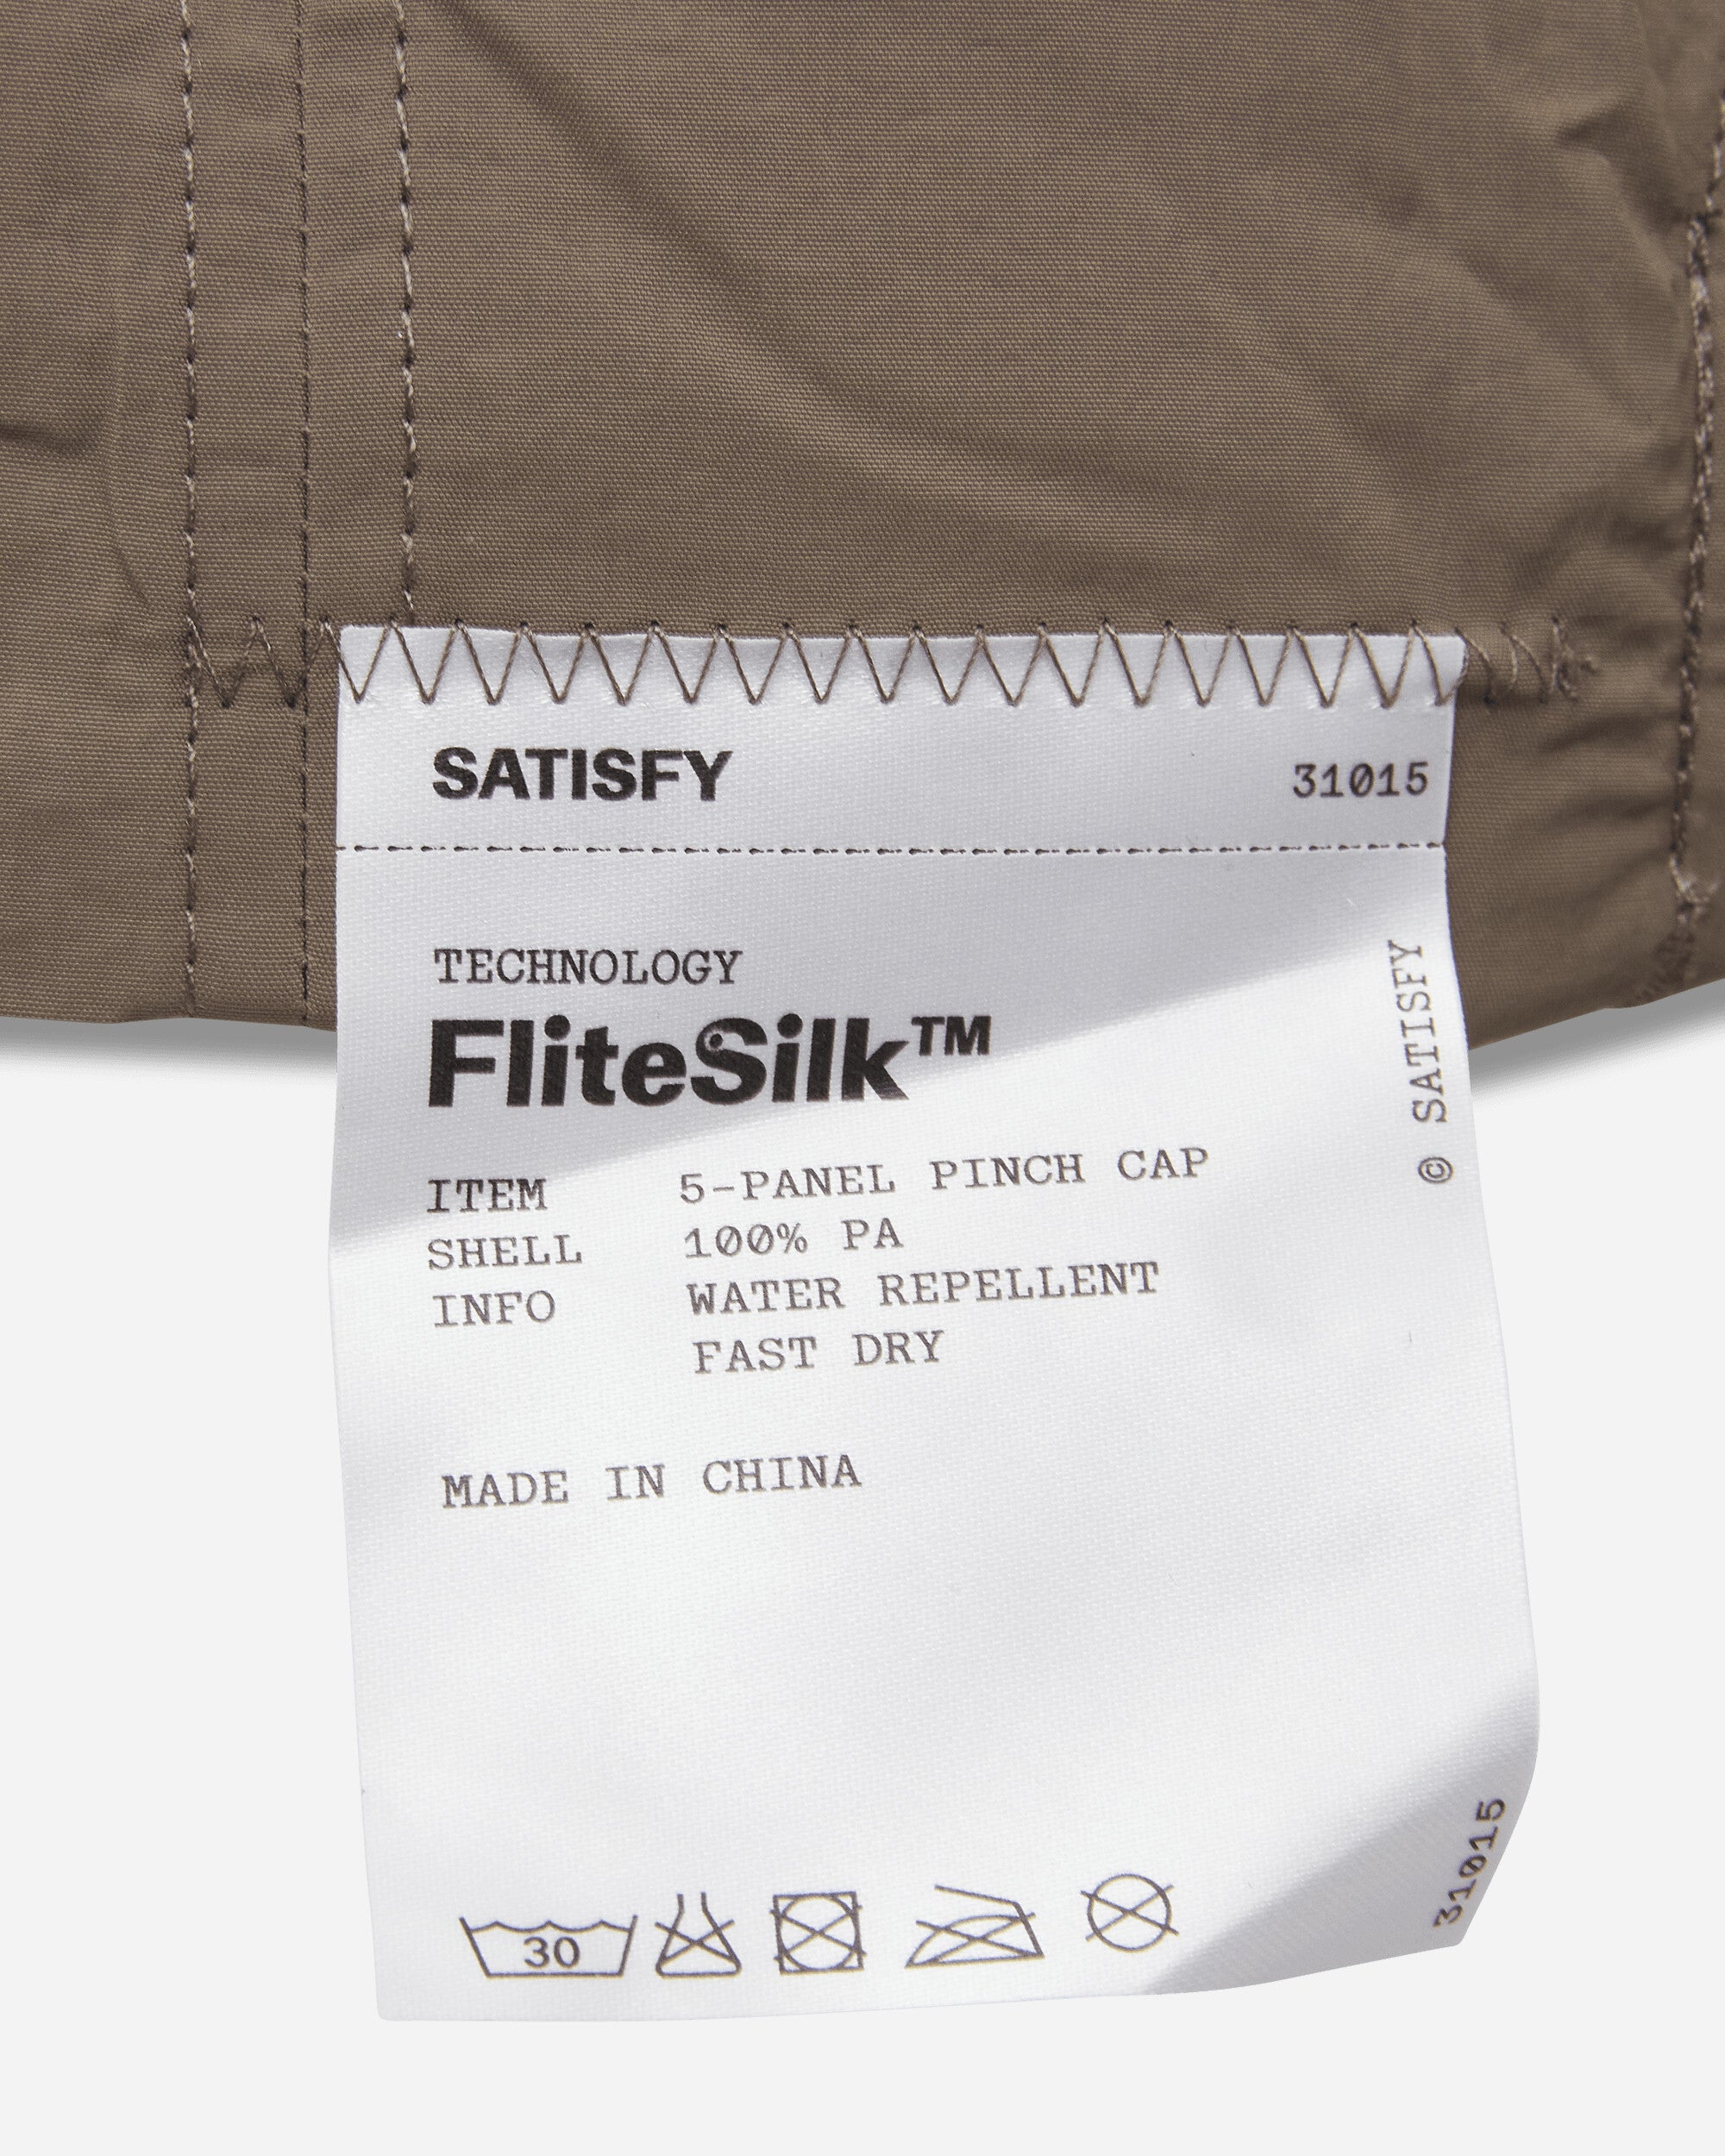 SATISFY 31015
TECHNOLOGY
FliteSilk™
ITEM 5-PANEL PINCH CAP
SHELL 100% PA
INFO WATER REPELLENT
FAST DRY
MADE IN CHINA
30
© SATISFY
31015